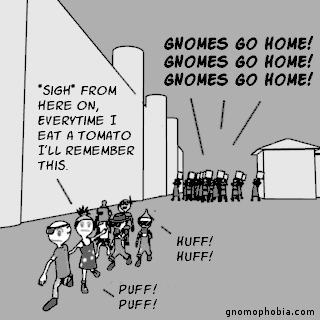 GNOMES GO HOME!
GNOMES GO HOME!
GNOMES GO HOME!
*SIGH* FROM
HERE ON,
EVERYTIME I
EAT A TOMATO
I'LL REMEMBER
THIS.
HUFF!
HUFF!
PUFF!
PUFF!
gnomophobia.com